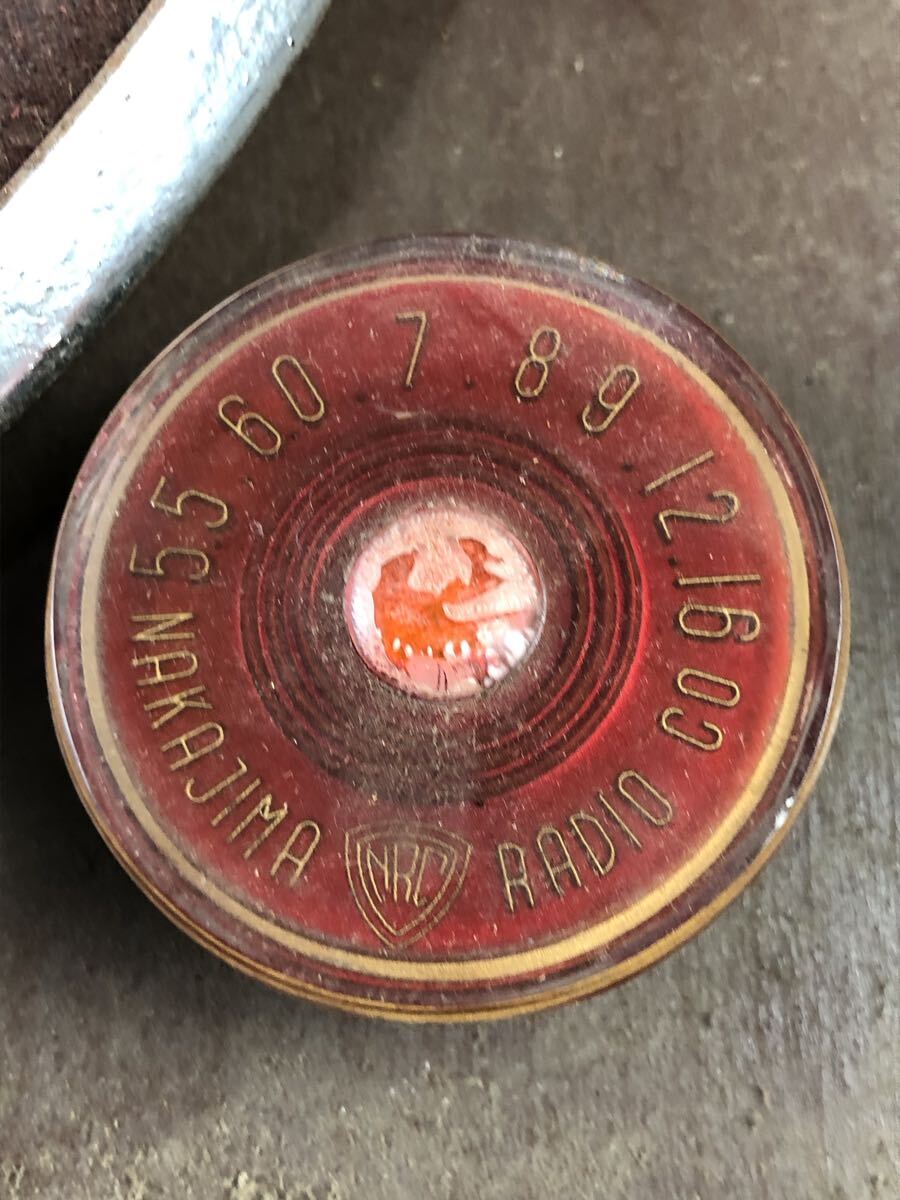 55 60 7 8 9 12 16
NAKAJIMA RADIO CO
NRC